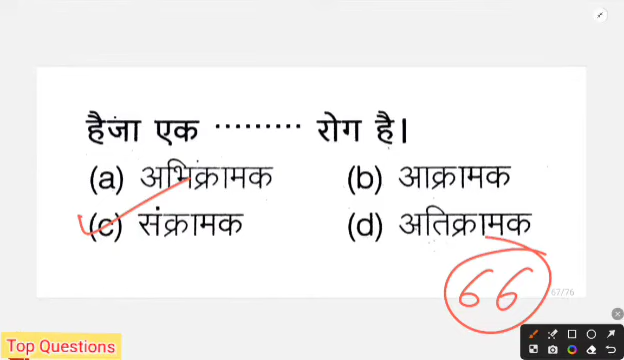 हैजा एक ········· रोग है।
(a) अभिक्रामक (b) आक्रामक
(c) संक्रामक (d) अतिक्रामक
66
67/76
Top Questions